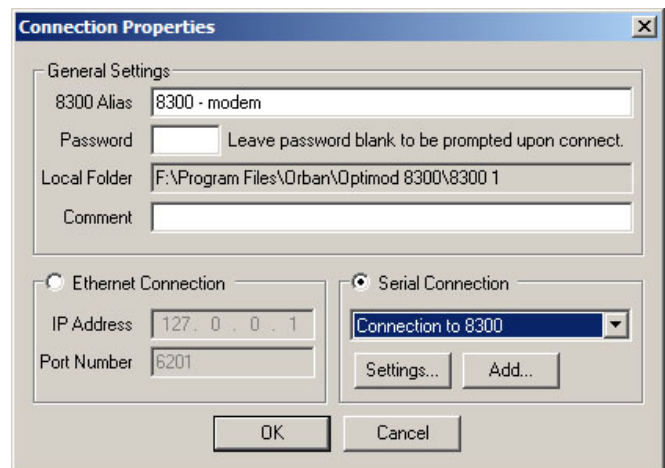 Connection Properties
General Settings
8300 Alias 8300 - modem
Password Leave password blank to be prompted upon connect.
Local Folder F:\Program Files\Orban\Optimod 8300\8300 1
Comment
Ethernet Connection
IP Address 127. 0 . 0 . 1
Port Number 6201
Serial Connection
Connection to 8300
Settings... Add...
OK Cancel